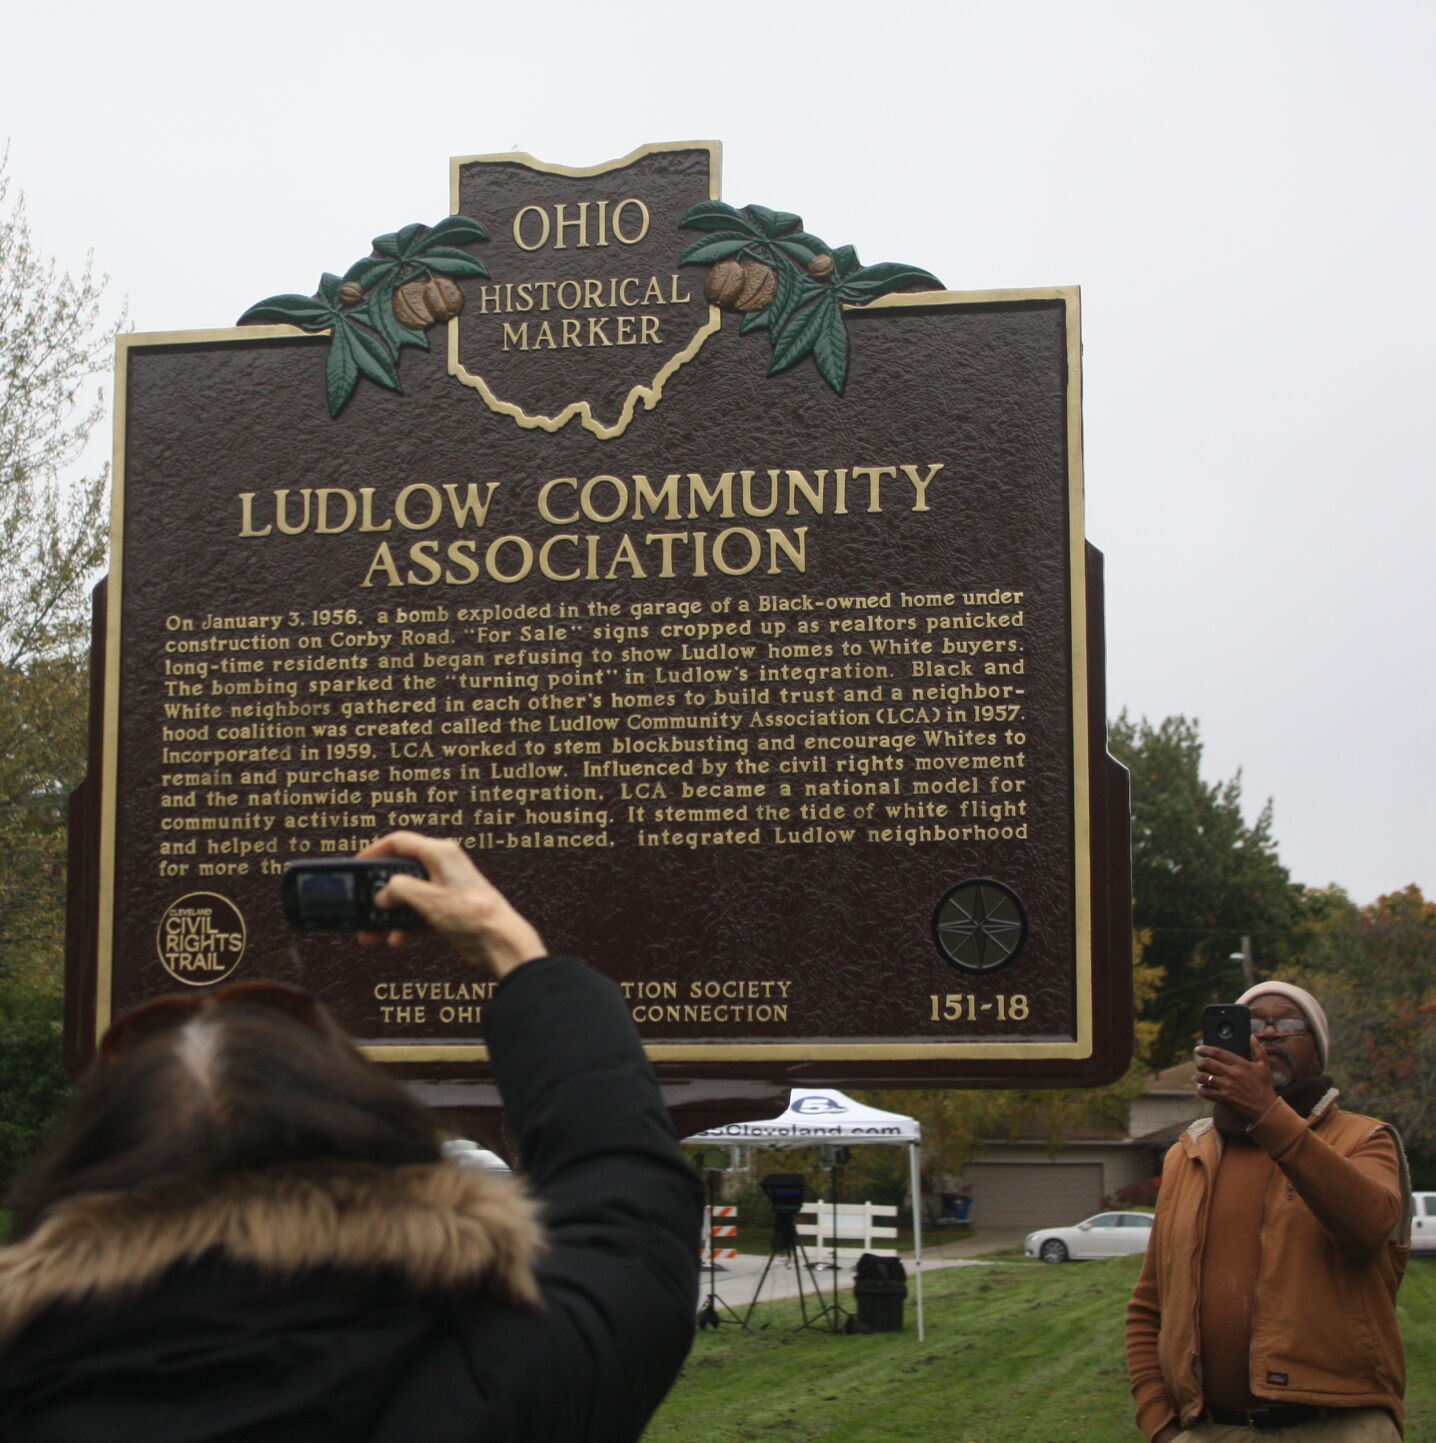 OHIO
HISTORICAL
MARKER
LUDLOW COMMUNITY
ASSOCIATION
On January 3, 1956, a bomb exploded in the garage of a Black-owned home under
construction on Corby Road. "For Sale" signs cropped up as realtors panicked
long-time residents and began refusing to show Ludlow homes to White buyers.
The bombing sparked the "turning point" in Ludlow's integration. Black and
White neighbors gathered in each other's homes to build trust and a neighbor-
hood coalition was created called the Ludlow Community Association (LCA) in 1957.
Incorporated in 1959, LCA worked to stem blockbusting and encourage Whites to
remain and purchase homes in Ludlow. Influenced by the civil rights movement
and the nationwide push for integration, LCA became a national model for
community activism toward fair housing. It stemmed the tide of white flight
and helped to well-balanced, integrated Ludlow neighborhood
for more
CLEVELAND
CIVIL
RIGHTS
TRAIL
CLEVELAND SOCIETY
THE CONNECTION
151-18
5
5Cleveland.com